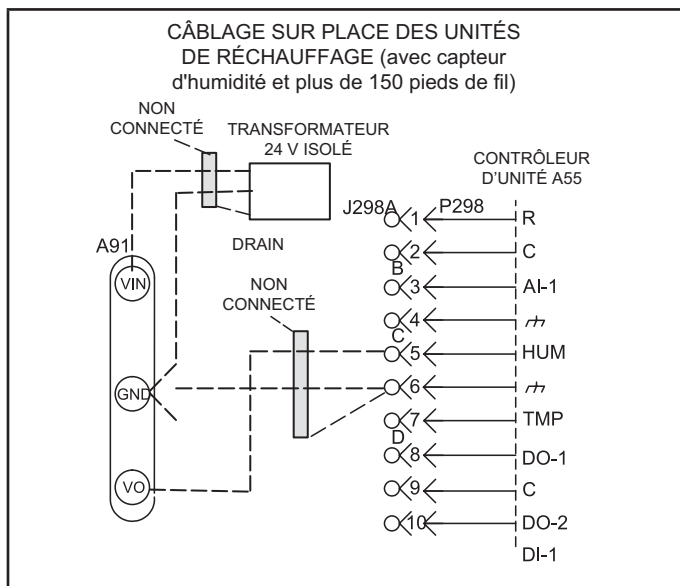 CÂBLAGE SUR PLACE DES UNITÉS
DE RÉCHAUFFAGE (avec capteur
d'humidité et plus de 150 pieds de fil)
NON
CONNECTÉ
TRANSFORMATEUR
24 V ISOLÉ
CONTRÔLEUR
D'UNITÉ A55
J298A
P298
A91
DRAIN
VIN
NON
CONNECTÉ
GND
VO
1 R
2 C
B
3 AI-1
4
C
5 HUM
6
7 TMP
D
8 DO-1
9 C
10 DO-2
DI-1